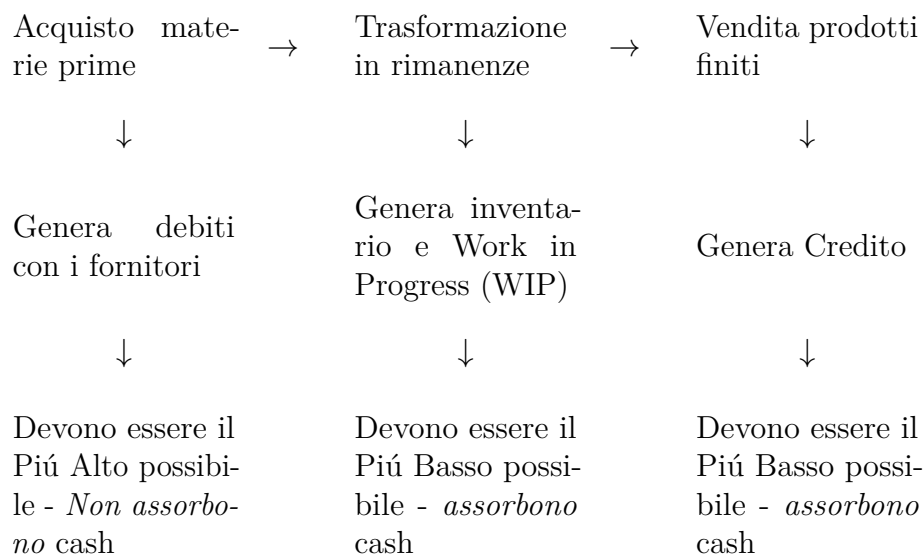 Acquisto mate-
rie prime
→
Trasformazione
in rimanenze
→
Vendita prodotti
finiti
↓
↓
↓
Genera debiti
con i fornitori
Genera inventa-
rio e Work in
Progress (WIP)
Genera Credito
↓
↓
↓
Devono essere il
Piú Alto possibi-
le - Non assorbo-
no cash
Devono essere il
Piú Basso possi-
bile - assorbono
cash
Devono essere il
Piú Basso possi-
bile - assorbono
cash